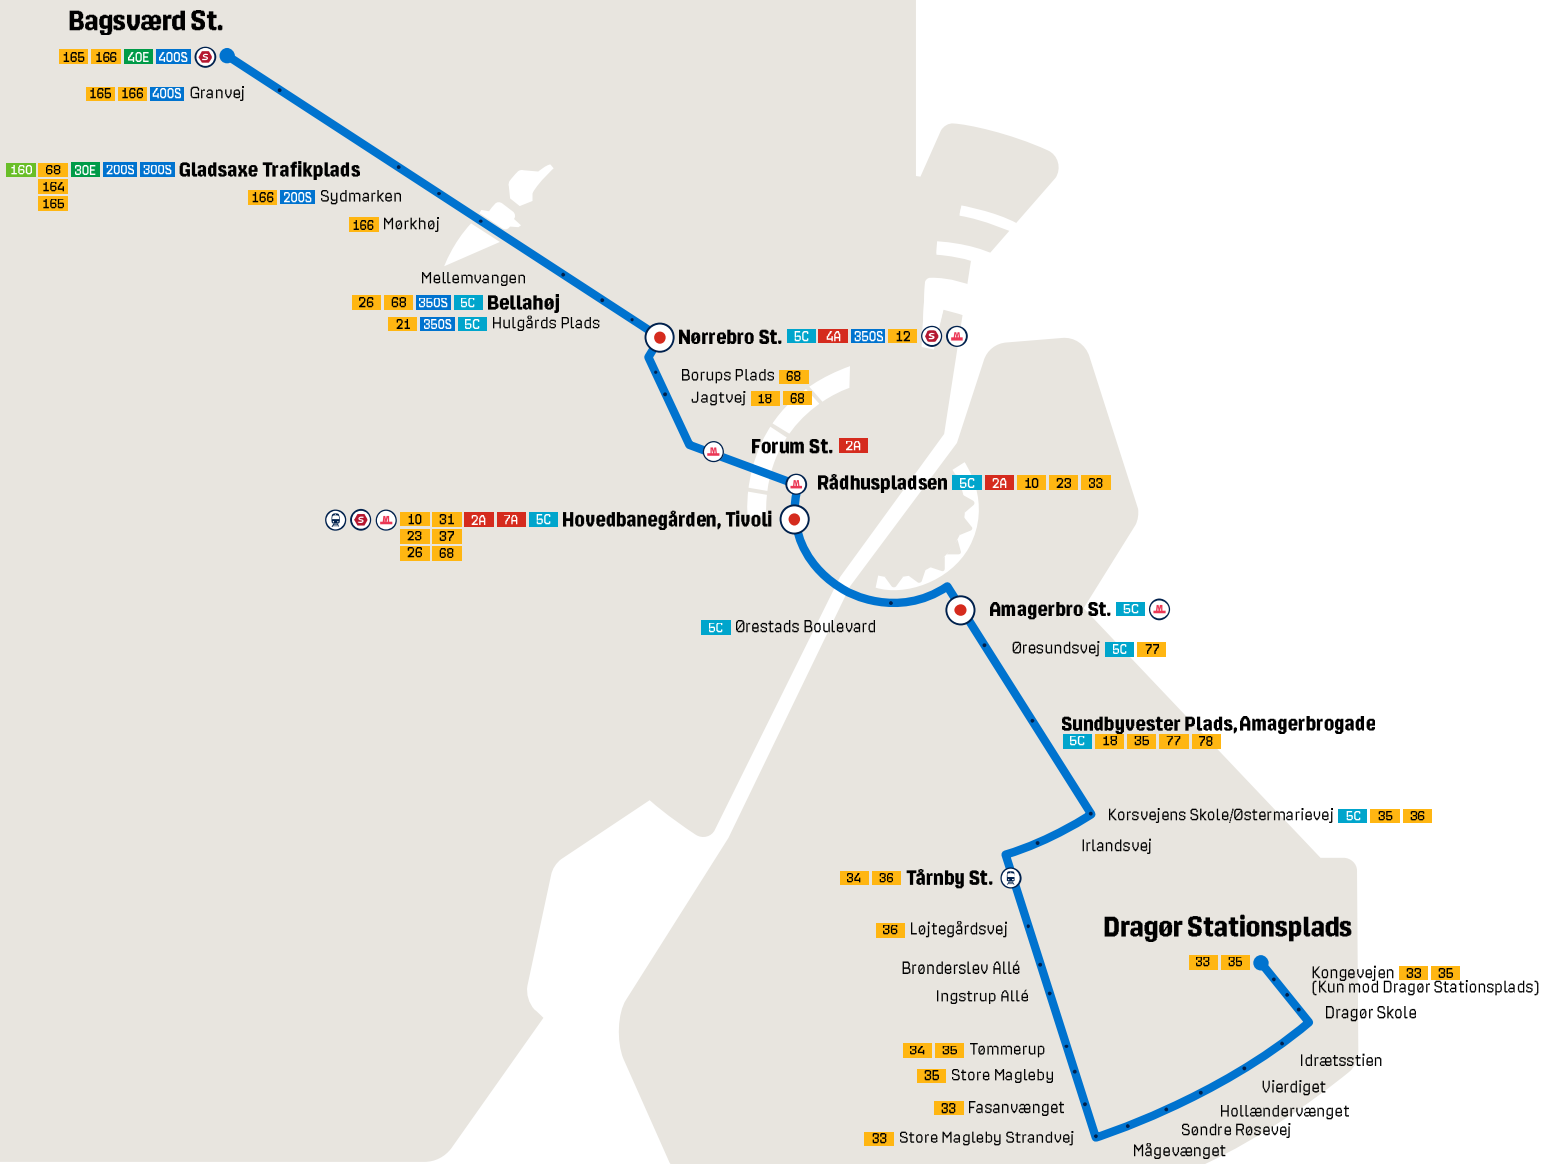 Bagsværd St.
165 166 40E 400S S
165 166 400S Granvej
160 68 30E 200S 300S Gladsaxe Trafikplads
164
165
166 200S Sydmarken
166 Mørkhøj
Mellemvangen
26 68 350S 5C Bellahøj
21 350S 5C Hulgårds Plads
Nørrebro St. 5C 4A 350S 12 S M
Borups Plads 68
Jagtvej 18 68
M Forum St. 2A
M Rådhuspladsen 5C 2A 10 23 33
S M 10 31 2A 7A 5C Hovedbanegården, Tivoli
23 37
26 68
Amagerbro St. 5C M
5C Ørestads Boulevard
Øresundsvej 5C 77
Sundbyvester Plads, Amagerbrogade
5C 18 35 77 78
Korsvejens Skole/Østermarievej 5C 35 36
Irlandsvej
34 36 Tårnby St.
36 Løjtegårdsvej
Brønderslev Allé
Ingstrup Allé
34 35 Tømmerup
35 Store Magleby
33 Fasanvænget
33 Store Magleby Strandvej
Mågevænget
Søndre Røsevej
Hollændervænget
Vierdiget
Idrætsstien
Dragør Skole
Kongevejen 33 35
(Kun mod Dragør Stationsplads)
Dragør Stationsplads
33 35